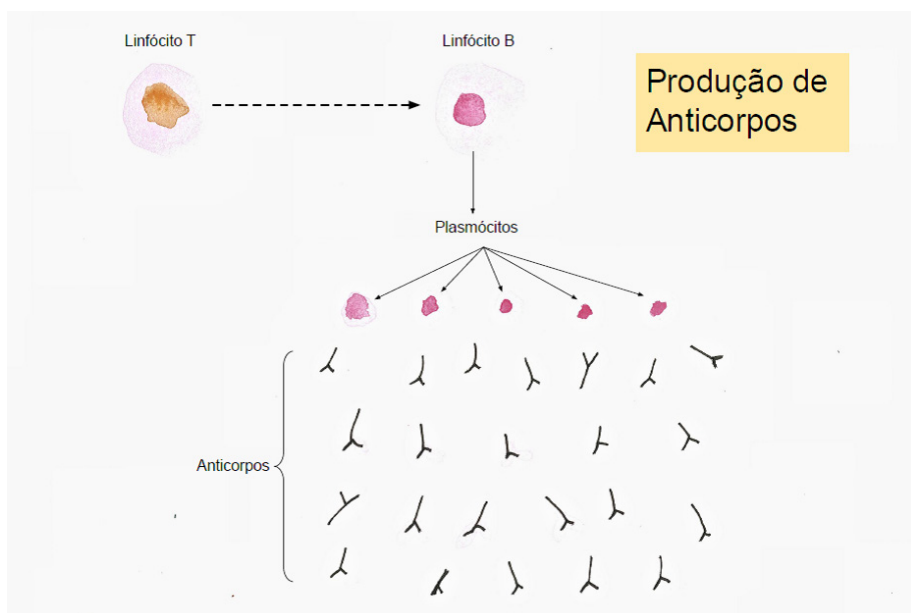 Linfócito T
Linfócito B
Produção de
Anticorpos
Plasmócitos
Anticorpos